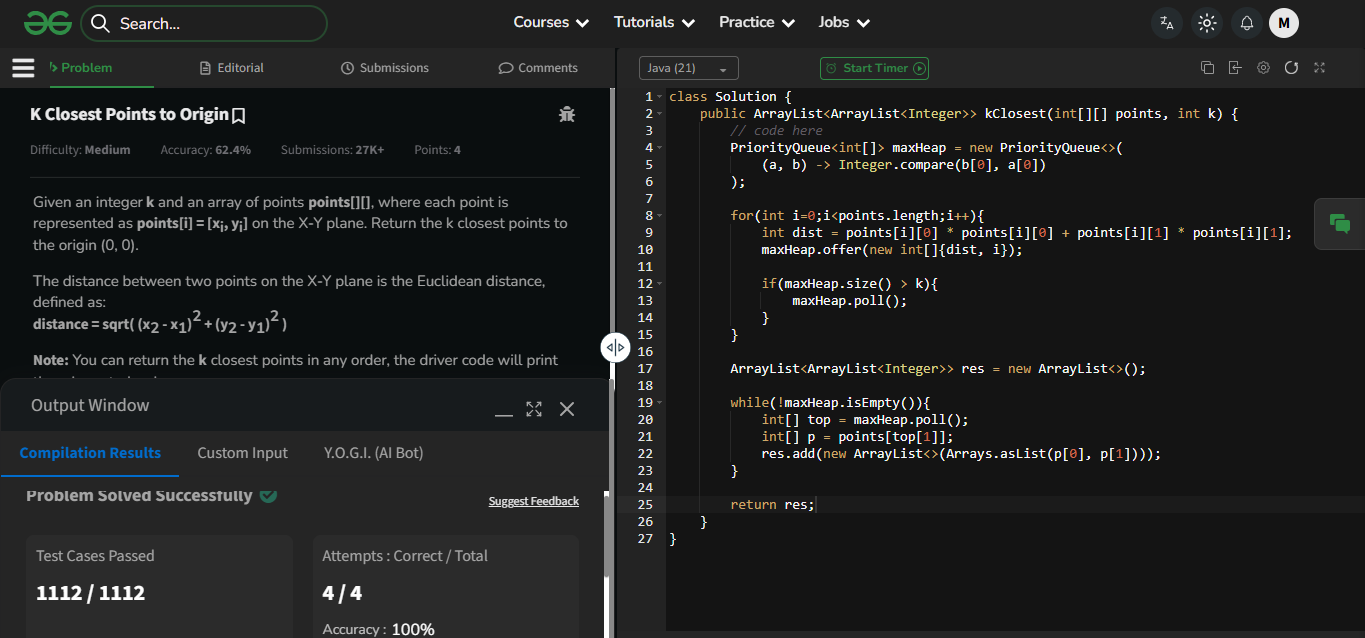 Search...
Courses
Tutorials
Practice
Jobs
M
Problem
Editorial
Submissions
Comments
K Closest Points to Origin
Difficulty: Medium Accuracy: 62.4% Submissions: 27K+ Points: 4
Given an integer k and an array of points points[][], where each point is
represented as points[i] = [xi, yi] on the X-Y plane. Return the k closest points to
the origin (0, 0).
The distance between two points on the X-Y plane is the Euclidean distance,
defined as:
distance = sqrt( (x2 - x1)2 + (y2 - y1)2 )
Note: You can return the k closest points in any order, the driver code will print
Output Window
Compilation Results
Custom Input
Y.O.G.I. (AI Bot)
Problem Solved Successfully
Suggest Feedback
Test Cases Passed
1112 / 1112
Attempts : Correct / Total
4 / 4
Accuracy : 100%
Java (21)
Start Timer
1 class Solution {
2 public ArrayList<ArrayList<Integer>> kClosest(int[][] points, int k) {
3 // code here
4 PriorityQueue<int[]> maxHeap = new PriorityQueue<>(
5 (a, b) -> Integer.compare(b[0], a[0])
6 );
7
8 for(int i=0;i<points.length;i++){
9 int dist = points[i][0] * points[i][0] + points[i][1] * points[i][1];
10 maxHeap.offer(new int[]{dist, i});
11
12 if(maxHeap.size() > k){
13 maxHeap.poll();
14 }
15 }
16
17 ArrayList<ArrayList<Integer>> res = new ArrayList<>();
18
19 while(!maxHeap.isEmpty()){
20 int[] top = maxHeap.poll();
21 int[] p = points[top[1]];
22 res.add(new ArrayList<>(Arrays.asList(p[0], p[1])));
23 }
24
25 return res;
26 }
27 }